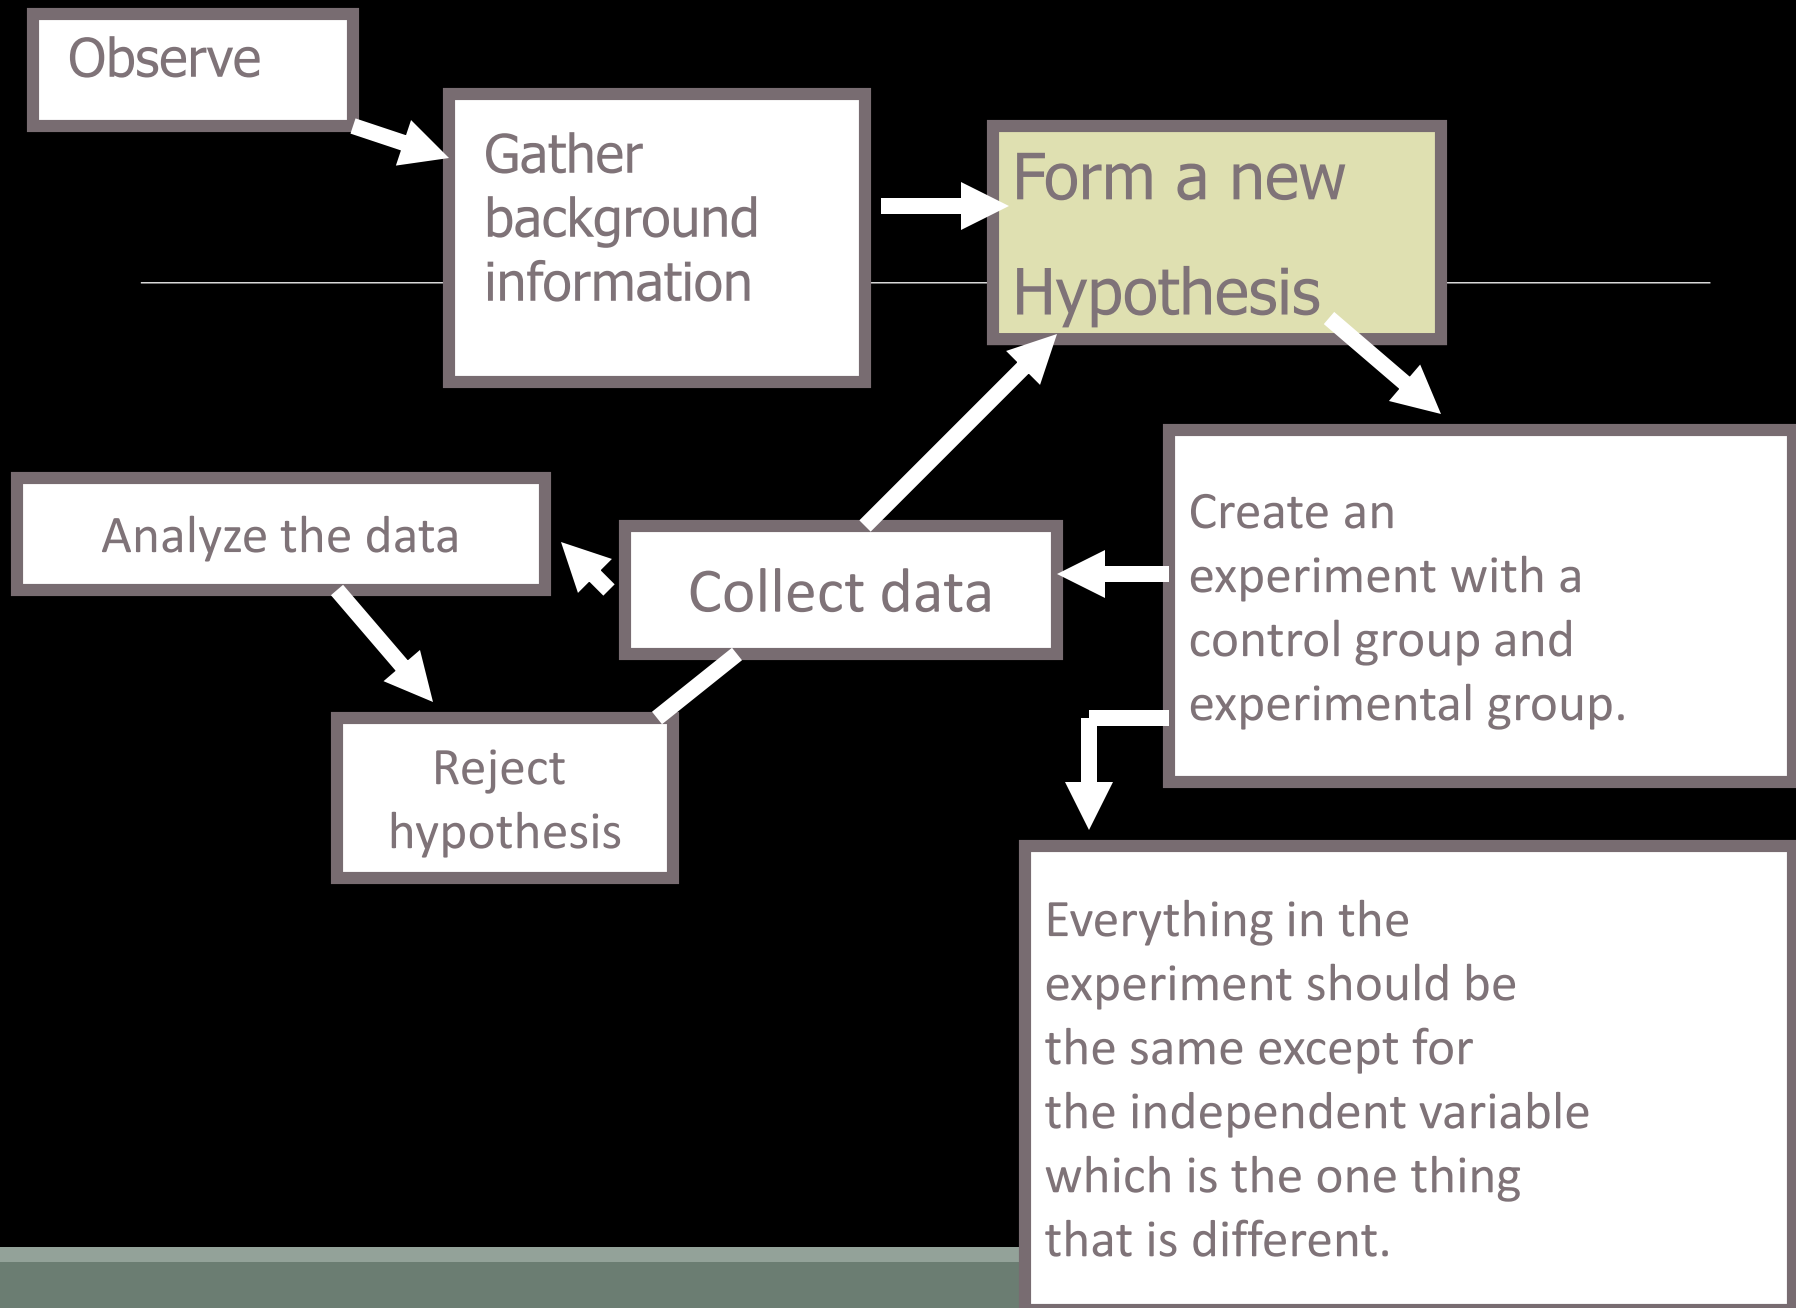 Observe
Gather
background
information
Form a new
Hypothesis
Analyze the data
Collect data
Create an
experiment with a
control group and
experimental group.
Reject
hypothesis
Everything in the
experiment should be
the same except for
the independent variable
which is the one thing
that is different.